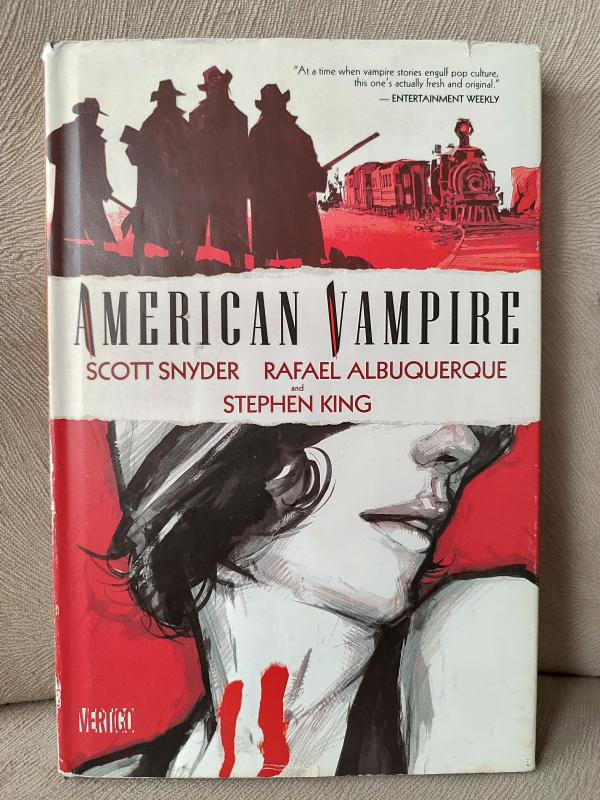 "At a time when vampire stories engulf pop culture,
this one's actually fresh and original."
— ENTERTAINMENT WEEKLY
AMERICAN VAMPIRE
SCOTT SNYDER RAFAEL ALBUQUERQUE
and
STEPHEN KING
VERTIGO